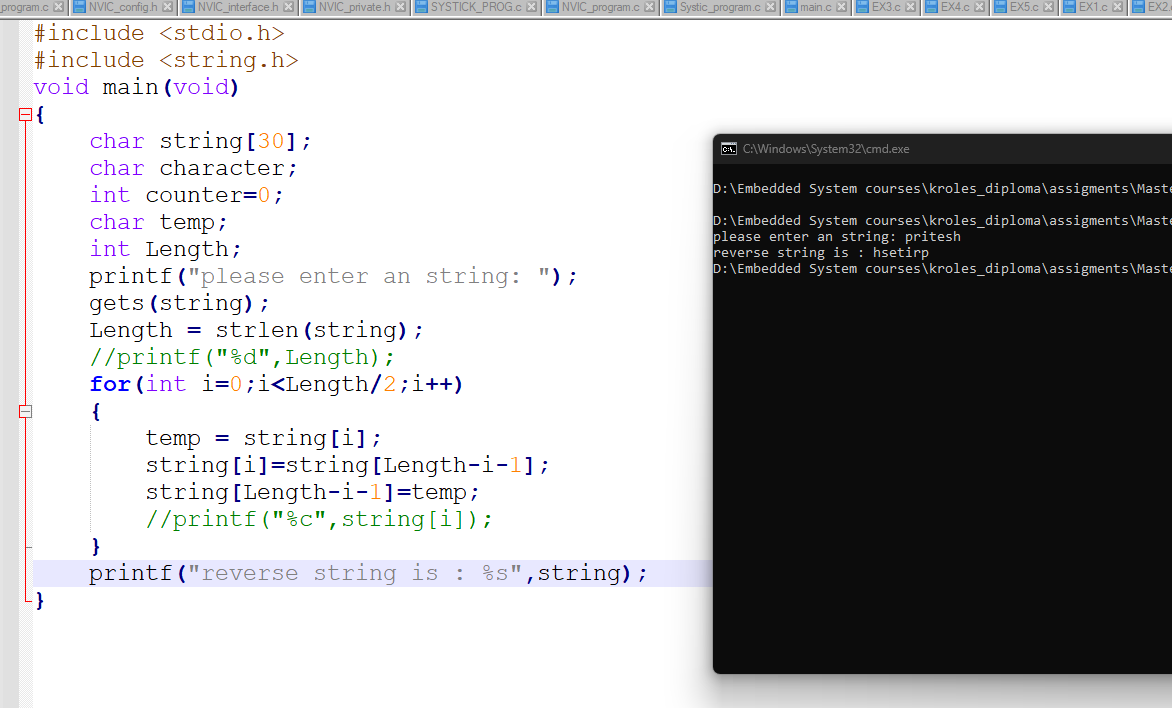 program.c NVIC_config.h NVIC_interface.h NVIC_private.h SYSTICK_PROG.c NVIC_program.c Systic_program.c main.c EX3.c EX4.c EX5.c EX1.c EX2.
#include <stdio.h>
#include <string.h>
void main(void)
{
char string[30];
char character;
int counter=0;
char temp;
int Length;
printf("please enter an string: ");
gets(string);
Length = strlen(string);
//printf("%d",Length);
for(int i=0;i<Length/2;i++)
{
temp = string[i];
string[i]=string[Length-i-1];
string[Length-i-1]=temp;
//printf("%c",string[i]);
}
printf("reverse string is : %s",string);
}
C:\Windows\System32\cmd.exe
D:\Embedded System courses\kroles_diploma\assigments\Maste
D:\Embedded System courses\kroles_diploma\assigments\Maste
please enter an string: pritesh
reverse string is : hsetirp
D:\Embedded System courses\kroles_diploma\assigments\Maste